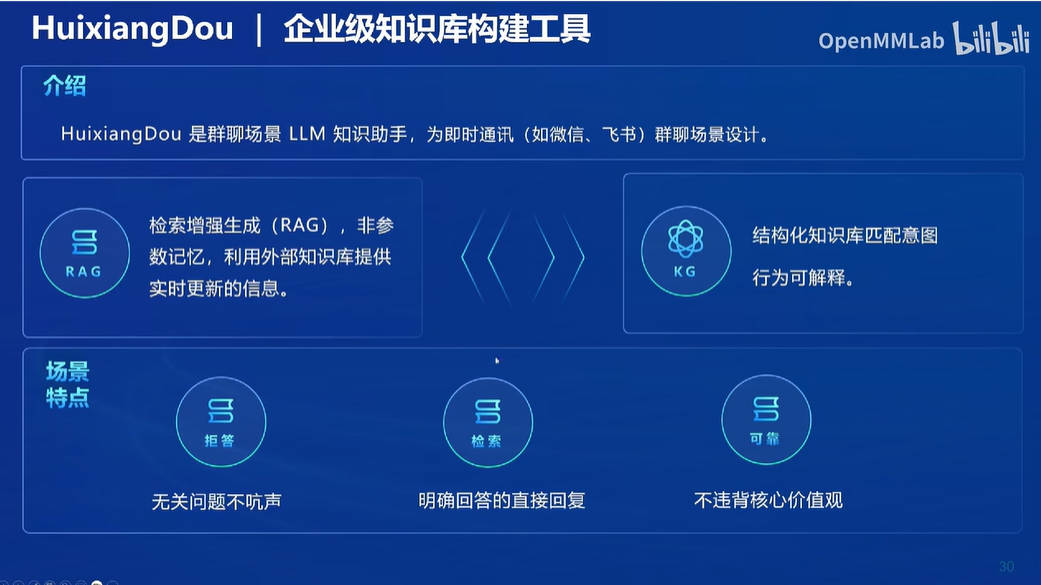 HuixiangDou ｜ 企业级知识库构建工具
OpenMMLab bilibili
介绍
HuixiangDou 是群聊场景 LLM 知识助手，为即时通讯（如微信、飞书）群聊场景设计。
RAG
检索增强生成（RAG），非参
数记忆，利用外部知识库提供
实时更新的信息。
KG
结构化知识库匹配意图
行为可解释。
场景
特点
拒答
无关问题不吭声
检索
明确回答的直接回复
可靠
不违背核心价值观
30